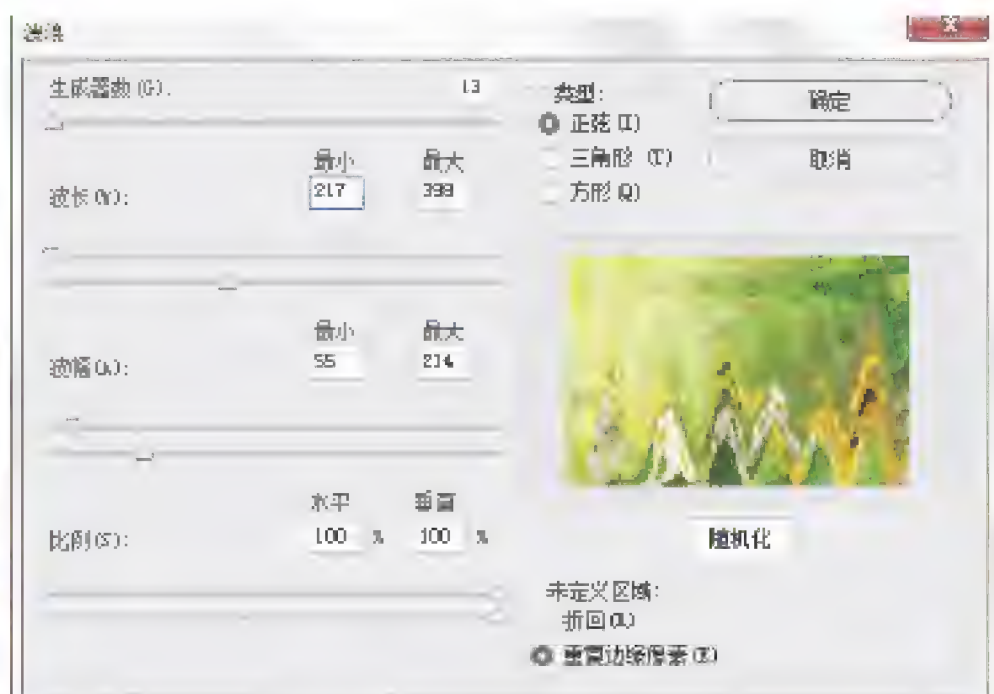 波浪
生成器数(G):
13
最小 最大
波长(W):
217 399
最小 最大
波幅(A):
55 214
水平 垂直
比例(S):
100 % 100 %
类型:
正弦(I)
三角形(T)
方形(Q)
确定
取消
随机化
未定义区域:
折回(R)
重复边缘像素(E)